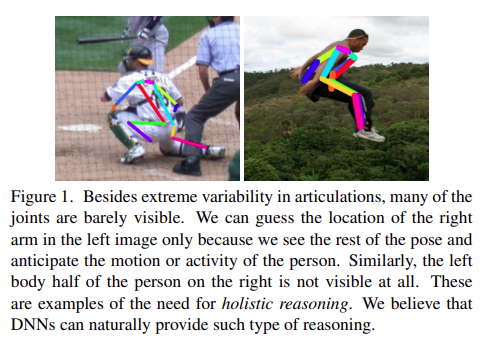 Figure 1. Besides extreme variability in articulations, many of the
joints are barely visible. We can guess the location of the right
arm in the left image only because we see the rest of the pose and
anticipate the motion or activity of the person. Similarly, the left
body half of the person on the right is not visible at all. These
are examples of the need for holistic reasoning. We believe that
DNNs can naturally provide such type of reasoning.